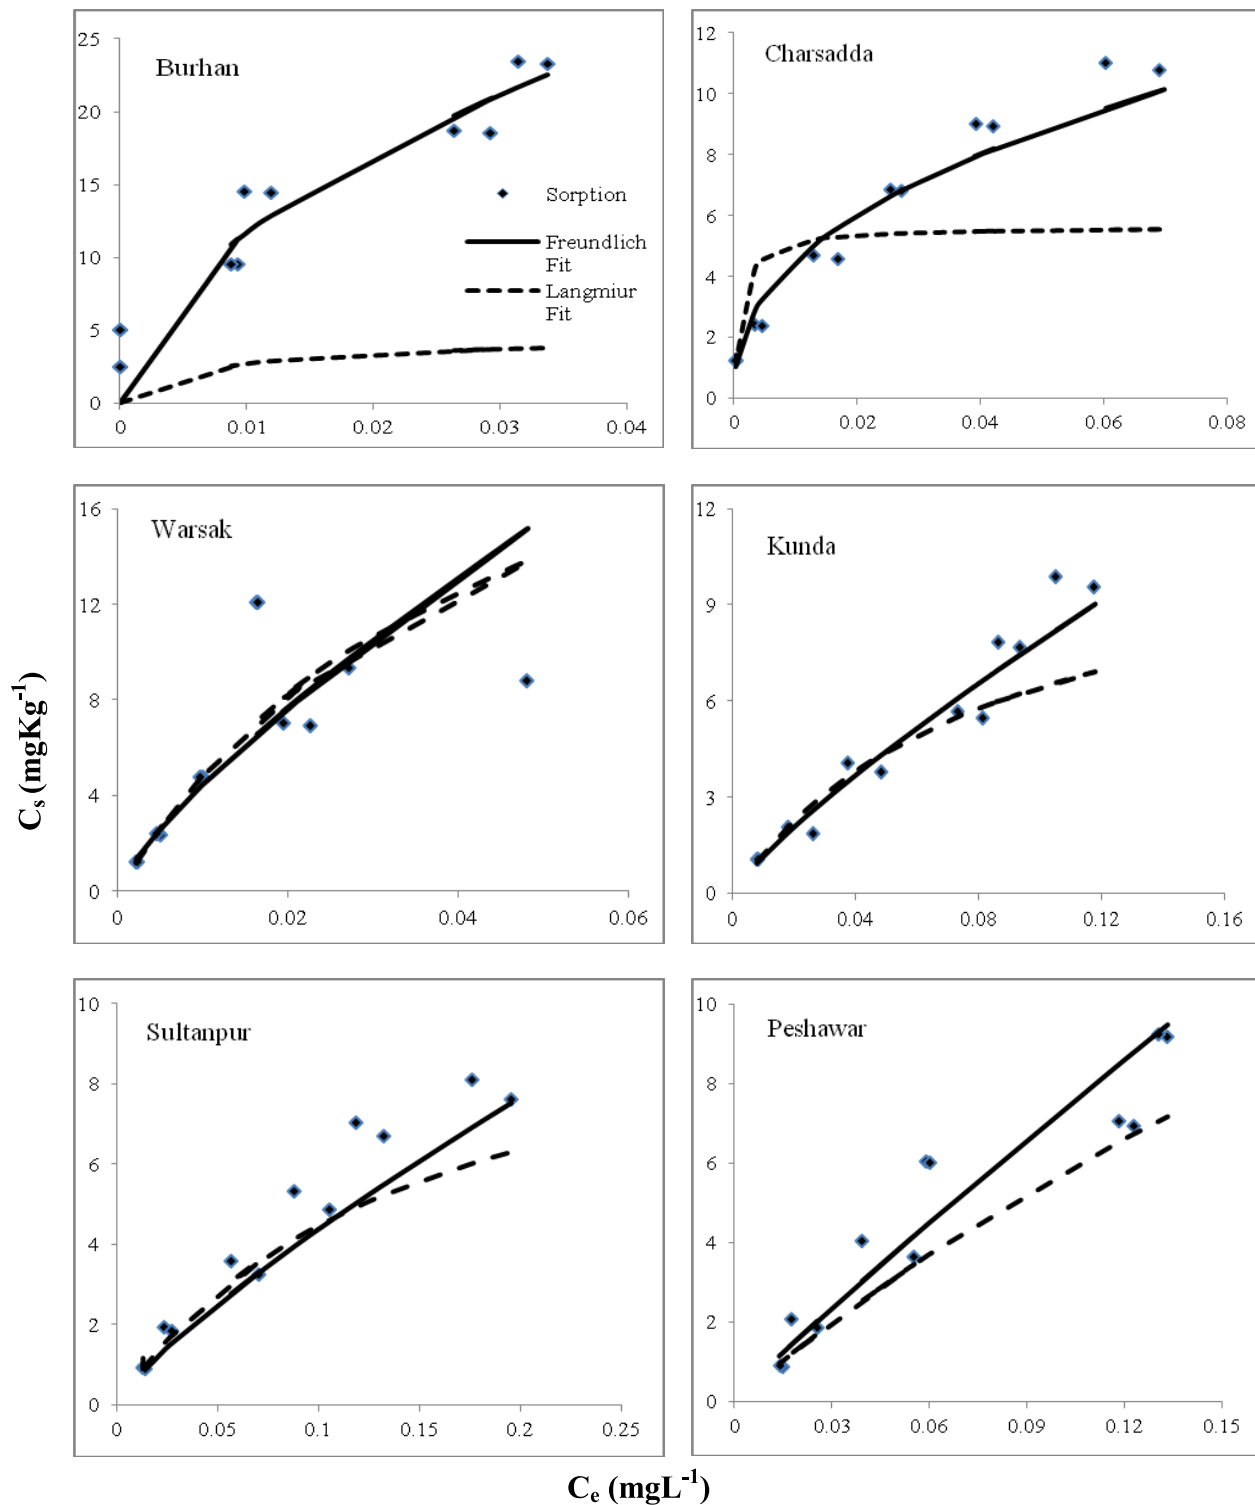 Burhan
25
20
15
10
5
0
0 0.01 0.02 0.03 0.04
Sorption
Freundlich
Fit
Langmiur
Fit
Charsadda
12
10
8
6
4
2
0
0 0.02 0.04 0.06 0.08
Warsak
16
12
8
4
0
0 0.02 0.04 0.06
Kunda
12
9
6
3
0
0 0.04 0.08 0.12 0.16
Sultanpur
10
8
6
4
2
0
0 0.05 0.1 0.15 0.2 0.25
Peshawar
10
8
6
4
2
0
0 0.03 0.06 0.09 0.12 0.15
Cs (mgKg-1)
Ce (mgL-1)